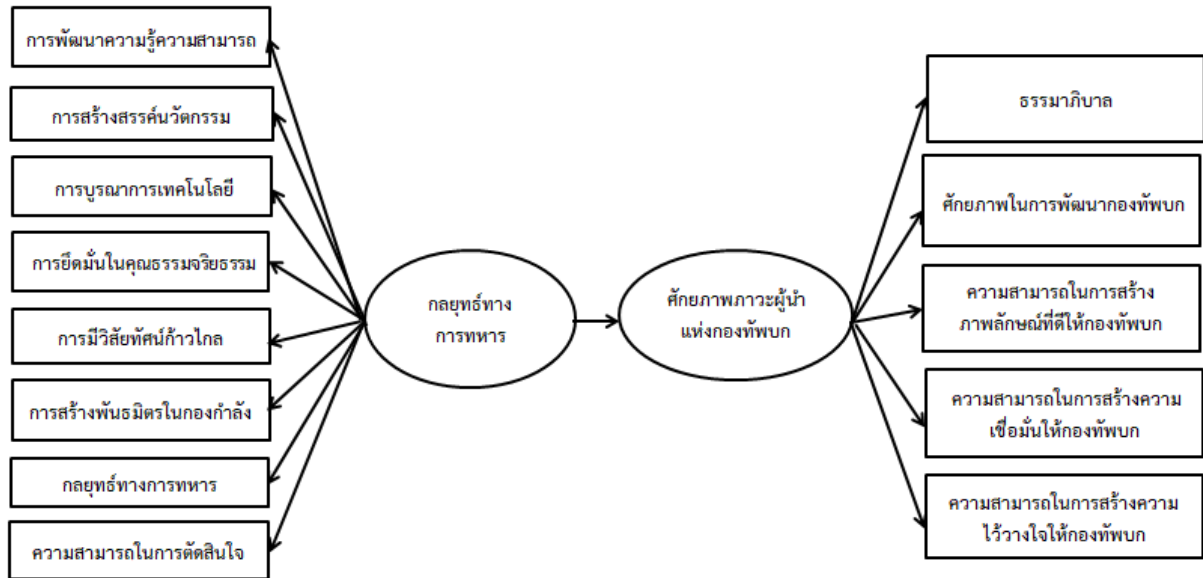 การพัฒนาความรู้ความสามารถ
การสร้างสรรค์นวัตกรรม
การบูรณาการเทคโนโลยี
การยึดมั่นในคุณธรรมจริยธรรม
การมีวิสัยทัศน์ก้าวไกล
การสร้างพันธมิตรในกองกำลัง
กลยุทธ์ทางการทหาร
ความสามารถในการตัดสินใจ
กลยุทธ์ทาง
การทหาร
ศักยภาพภาวะผู้นำ
แห่งกองทัพบก
ธรรมาภิบาล
ศักยภาพในการพัฒนากองทัพบก
ความสามารถในการสร้าง
ภาพลักษณ์ที่ดีให้กองทัพบก
ความสามารถในการสร้างความ
เชื่อมั่นให้กองทัพบก
ความสามารถในการสร้างความ
ไว้วางใจให้กองทัพบก